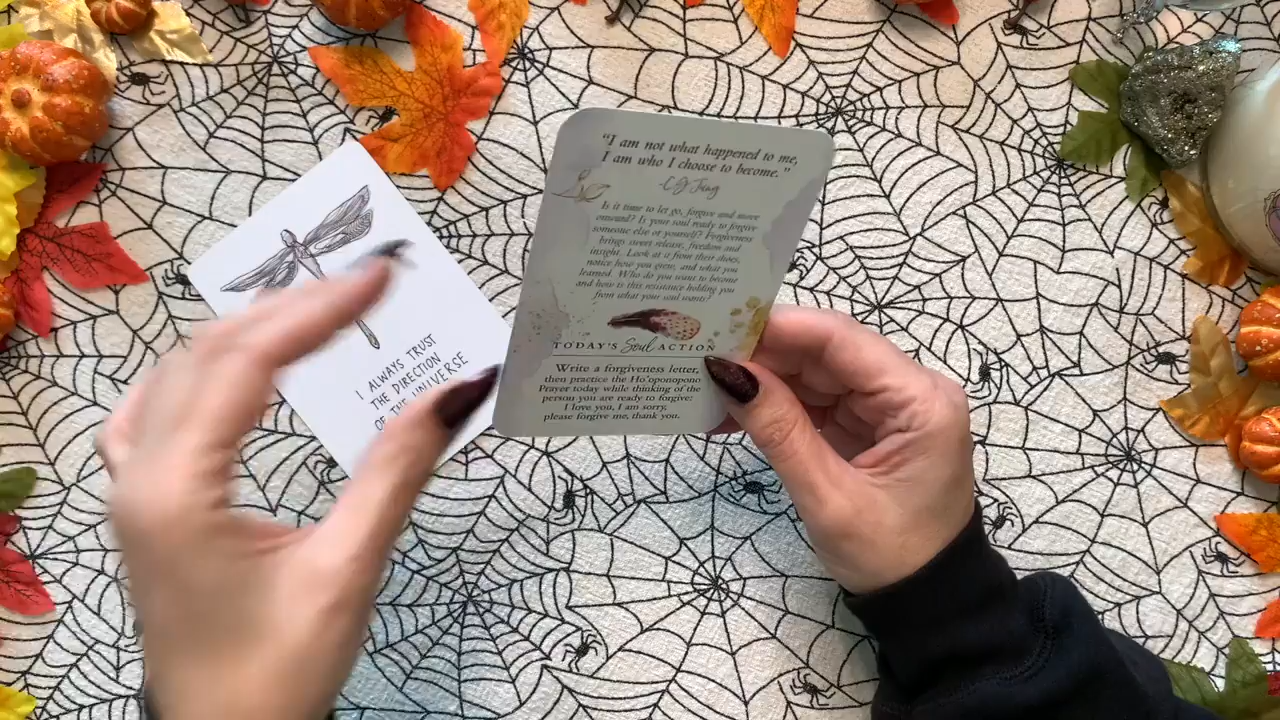 "I am not what happened to me,
I am who I choose to become."
-C.G. Jung
Is it time to let go, forgive and move
onward? Is your soul ready to forgive
someone else or yourself? Forgiveness
brings sweet release, freedom and
insight. Look at it from their shoes,
notice how you grew, and what you
learned. Who do you want to become
and how is this resistance holding you
from what your soul wants?
TODAY'S Soul ACTION
Write a forgiveness letter,
then practice the Ho'oponopono
Prayer today while thinking of the
person you are ready to forgive:
I love you, I am sorry,
please forgive me, thank you.
I ALWAYS TRUST
THE DIRECTION
OF THE UNIVERSE